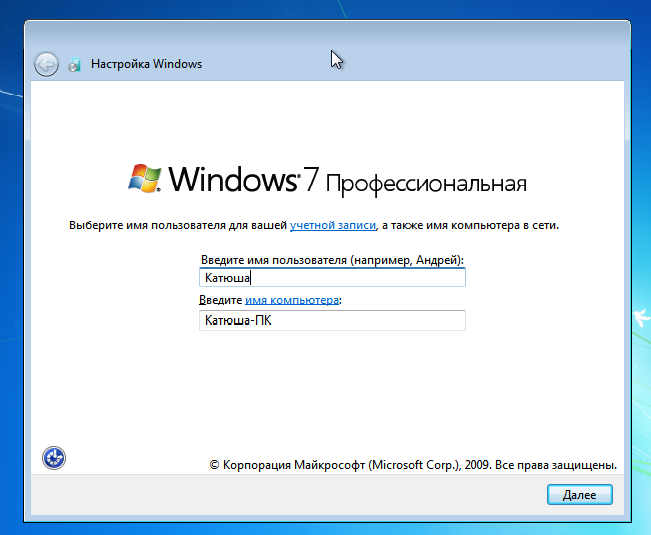 Настройка Windows
Windows 7 Профессиональная
Выберите имя пользователя для вашей учетной записи, а также имя компьютера в сети.
Введите имя пользователя (например, Андрей):
Катюша
Введите имя компьютера:
Катюша-ПК
© Корпорация Майкрософт (Microsoft Corp.), 2009. Все права защищены.
Далее